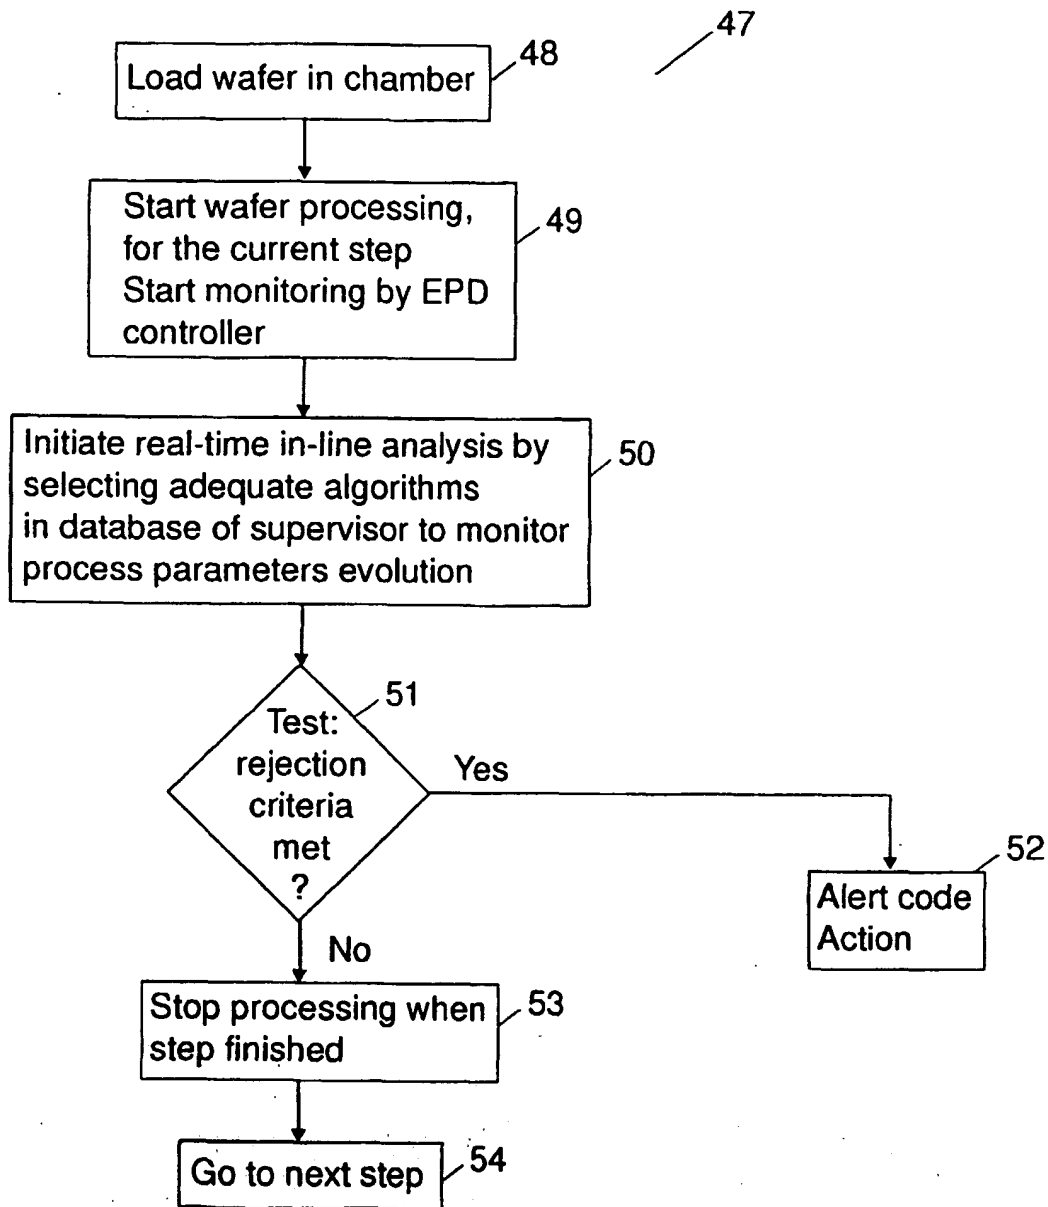 47
Load wafer in chamber
48
Start wafer processing,
for the current step
Start monitoring by EPD
controller
49
Initiate real-time in-line analysis by
selecting adequate algorithms
in database of supervisor to monitor
process parameters evolution
50
Test:
rejection
criteria
met
?
51
Yes
Alert code
Action
52
No
Stop processing when
step finished
53
Go to next step
54